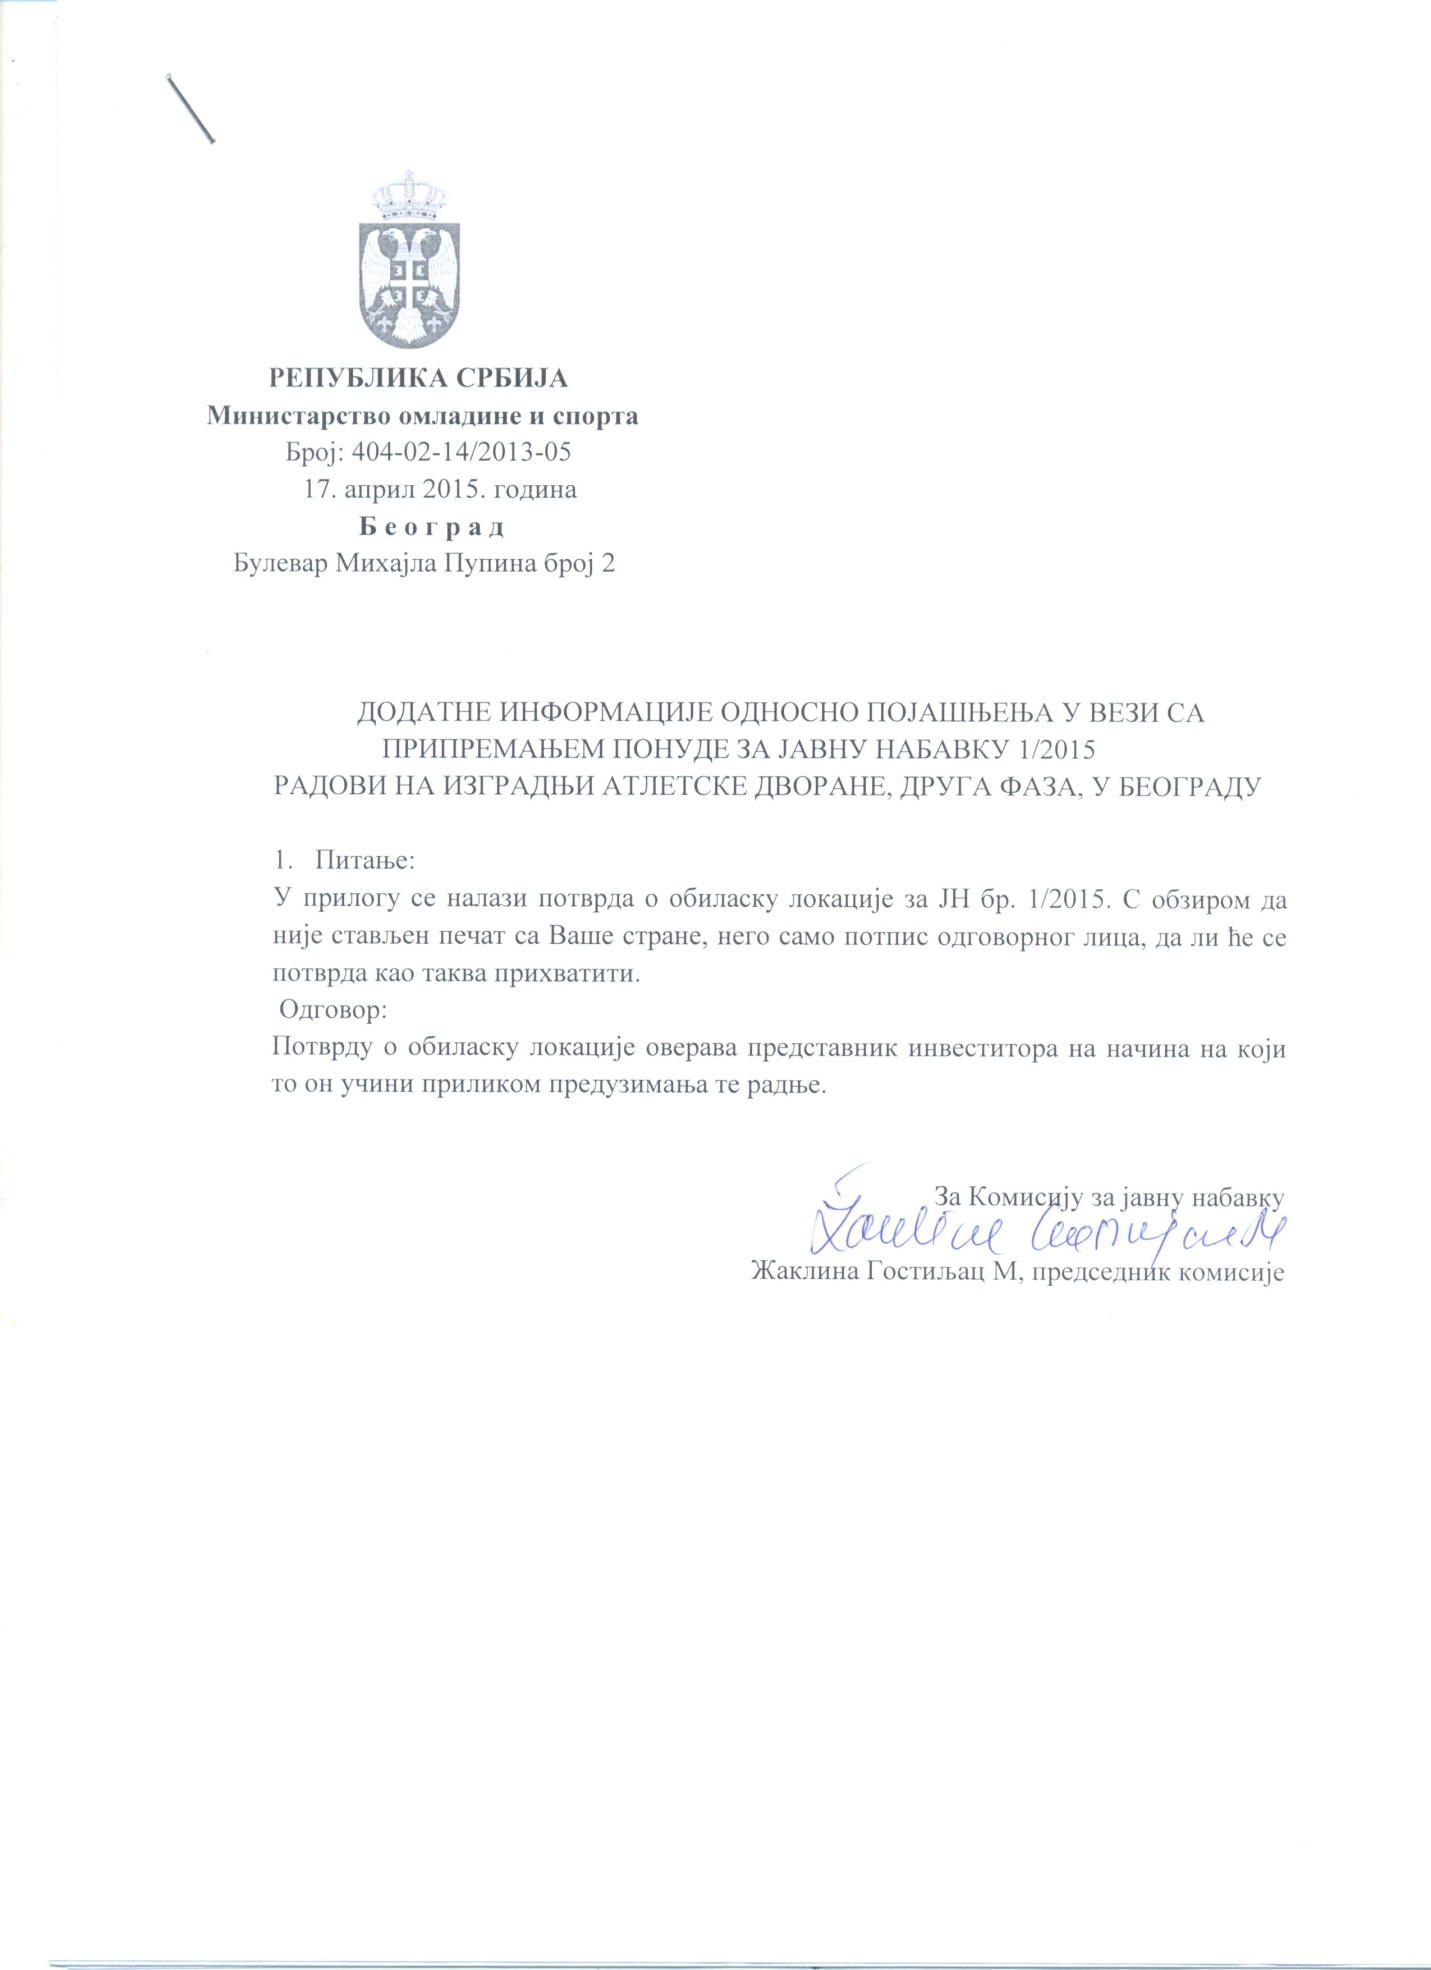 РЕПУБЛИКА СРБИЈА
Министарство омладине и спорта
Број: 404-02-14/2013-05
17. април 2015. година
Б е о г р а д
Булевар Михајла Пупина број 2
ДОДАТНЕ ИНФОРМАЦИЈЕ ОДНОСНО ПОЈАШЊЕЊА У ВЕЗИ СА
ПРИПРЕМАЊЕМ ПОНУДЕ ЗА ЈАВНУ НАБАВКУ 1/2015
РАДОВИ НА ИЗГРАДЊИ АТЛЕТСКЕ ДВОРАНЕ, ДРУГА ФАЗА, У БЕОГРАДУ
1. Питање:
У прилогу се налази потврда о обиласку локације за ЈН бр. 1/2015. С обзиром да
није стављен печат са Ваше стране, него само потпис одговорног лица, да ли ће се
потврда као таква прихватити.
Одговор:
Потврду о обиласку локације оверава представник инвеститора на начина на који
то он учини приликом предузимања те радње.
За Комисију за јавну набавку
Жаклина Гостиљац М, председник комисије